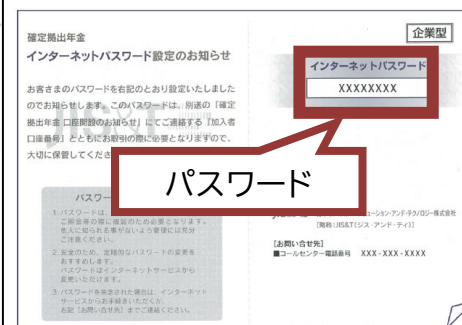 確定拠出年金
インターネットパスワード設定のお知らせ
お客さまのパスワードを右記のとおり設定いたしました
のでお知らせします。このパスワードは、別送の「確定
拠出年金 口座開設のお知らせ」にてご連絡する「加入者
口座番号」とともにお取引の際に必要となりますので、
大切に保管してくださ
JIS&T
企業型
インターネットパスワード
XXXXXXXX
パスワード
パスワー
1.パスワードは、
ご照会等の際に確認のため必要となります。
他人に知られる事がないよう管理には充分
ご注意ください。
2.安全のため、定期的なパスワードの変更を
おすすめします。
パスワードはインターネットサービスから
変更いただけます。
3.パスワードを失念された場合は、インターネット
サービスからお手続きいただくか、
右記「お問い合せ先」までご連絡ください。
ューション・アンド・テクノロジー株式会社
[略称:JIS&T(ジス・アンド・ティ)]
[お問い合せ先]
■コールセンター電話番号 XXX-XXX-XXXX